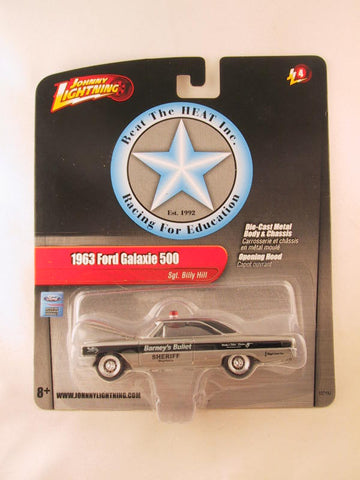 JOHNNY
LIGHTNING
4
Beat The HEAT Inc.
Est. 1992
Racing For Education
Die-Cast Metal
Body & Chassis
Carrosserie et châssis
en métal moulé
Opening Hood
Capot ouvrant
1963 Ford Galaxie 500
Sgt. Billy Hill
Barney's Bullet
SHERIFF
8+
WWW.JOHNNYLIGHTNING.COM